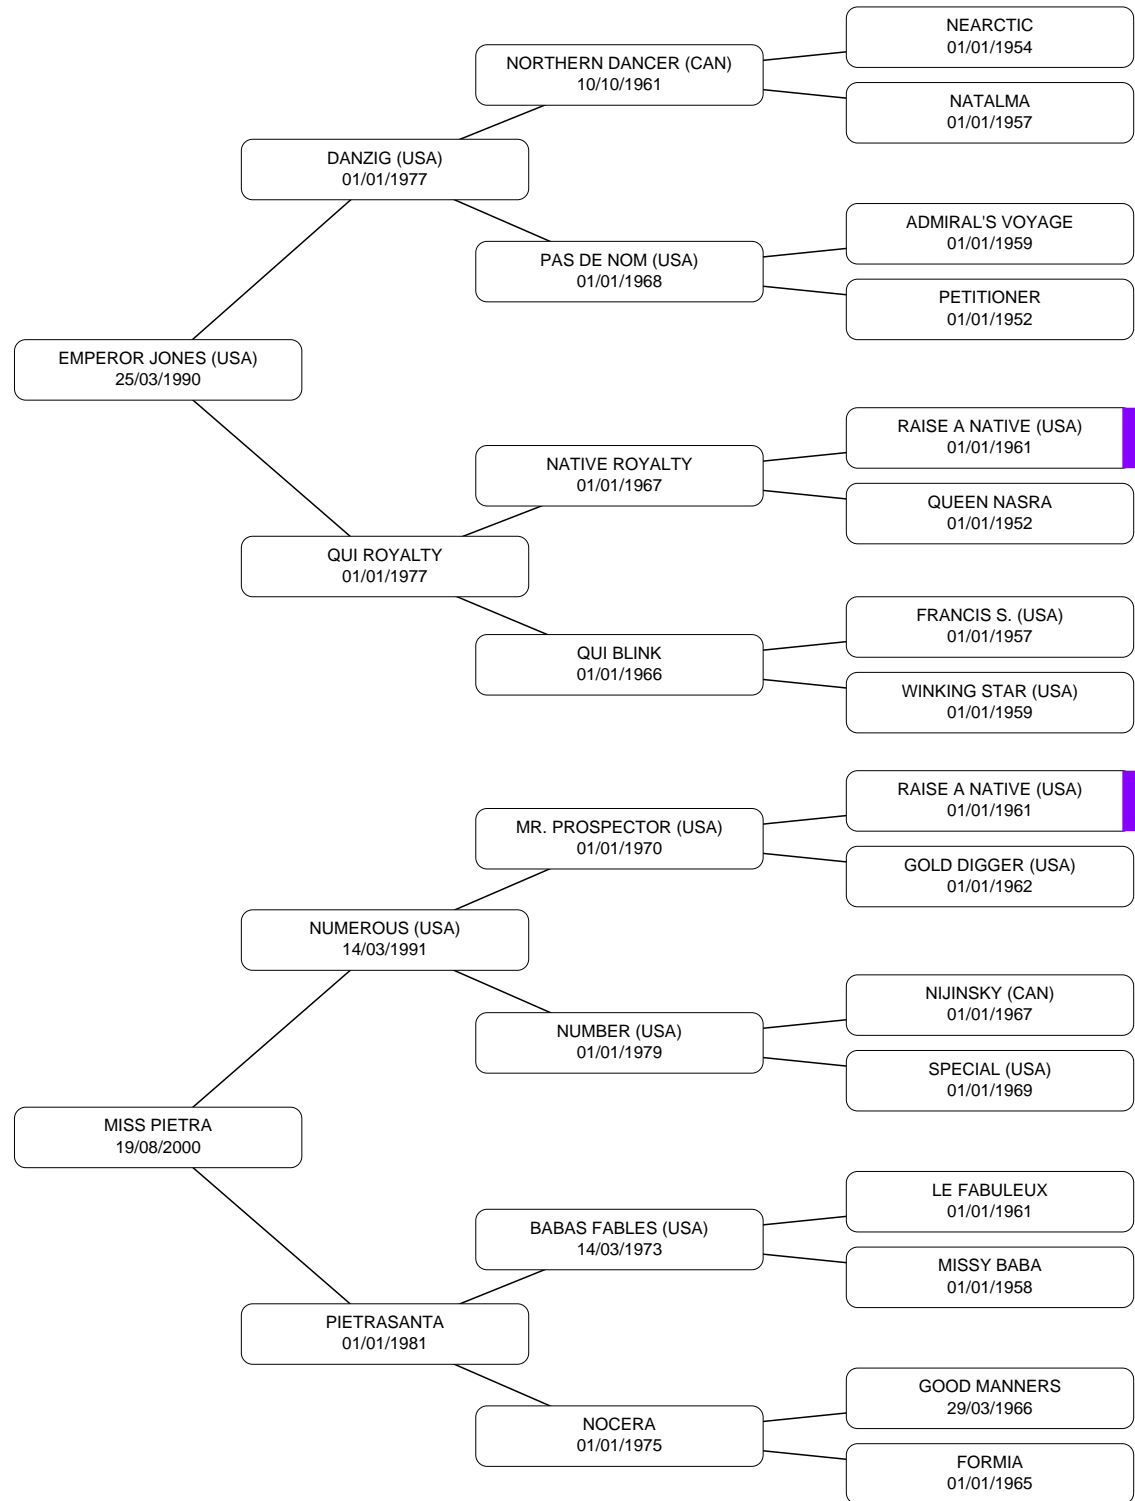 NEARCTIC
01/01/1954
NORTHERN DANCER (CAN)
10/10/1961
NATALMA
01/01/1957
DANZIG (USA)
01/01/1977
ADMIRAL'S VOYAGE
01/01/1959
PAS DE NOM (USA)
01/01/1968
PETITIONER
01/01/1952
EMPEROR JONES (USA)
25/03/1990
RAISE A NATIVE (USA)
01/01/1961
NATIVE ROYALTY
01/01/1967
QUEEN NASRA
01/01/1952
QUI ROYALTY
01/01/1977
FRANCIS S. (USA)
01/01/1957
QUI BLINK
01/01/1966
WINKING STAR (USA)
01/01/1959
RAISE A NATIVE (USA)
01/01/1961
MR. PROSPECTOR (USA)
01/01/1970
GOLD DIGGER (USA)
01/01/1962
NUMEROUS (USA)
14/03/1991
NIJINSKY (CAN)
01/01/1967
NUMBER (USA)
01/01/1979
SPECIAL (USA)
01/01/1969
MISS PIETRA
19/08/2000
LE FABULEUX
01/01/1961
BABAS FABLES (USA)
14/03/1973
MISSY BABA
01/01/1958
PIETRASANTA
01/01/1981
GOOD MANNERS
29/03/1966
NOCERA
01/01/1975
FORMIA
01/01/1965